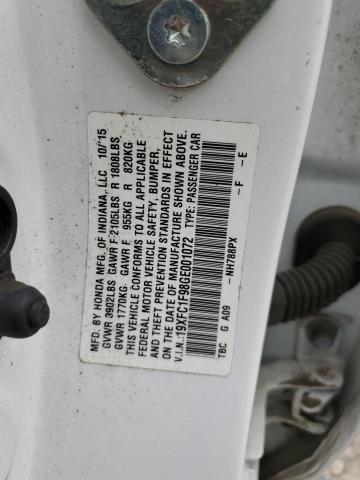 MFD. BY HONDA MFG. OF INDIANA, LLC 10/15
GVWR 3902LBS GAWR F 2105LBS R 1808LBS
GVWR 1770KG GAWR F 955KG R 820KG
THIS VEHICLE CONFORMS TO ALL APPLICABLE
FEDERAL MOTOR VEHICLE SAFETY, BUMPER,
AND THEFT PREVENTION STANDARDS IN EFFECT
ON THE DATE OF MANUFACTURE SHOWN ABOVE.
V.I.N.:19XFC1F98GE001072 TYPE: PASSENGER CAR
NH788PX
F E
TBC G A09